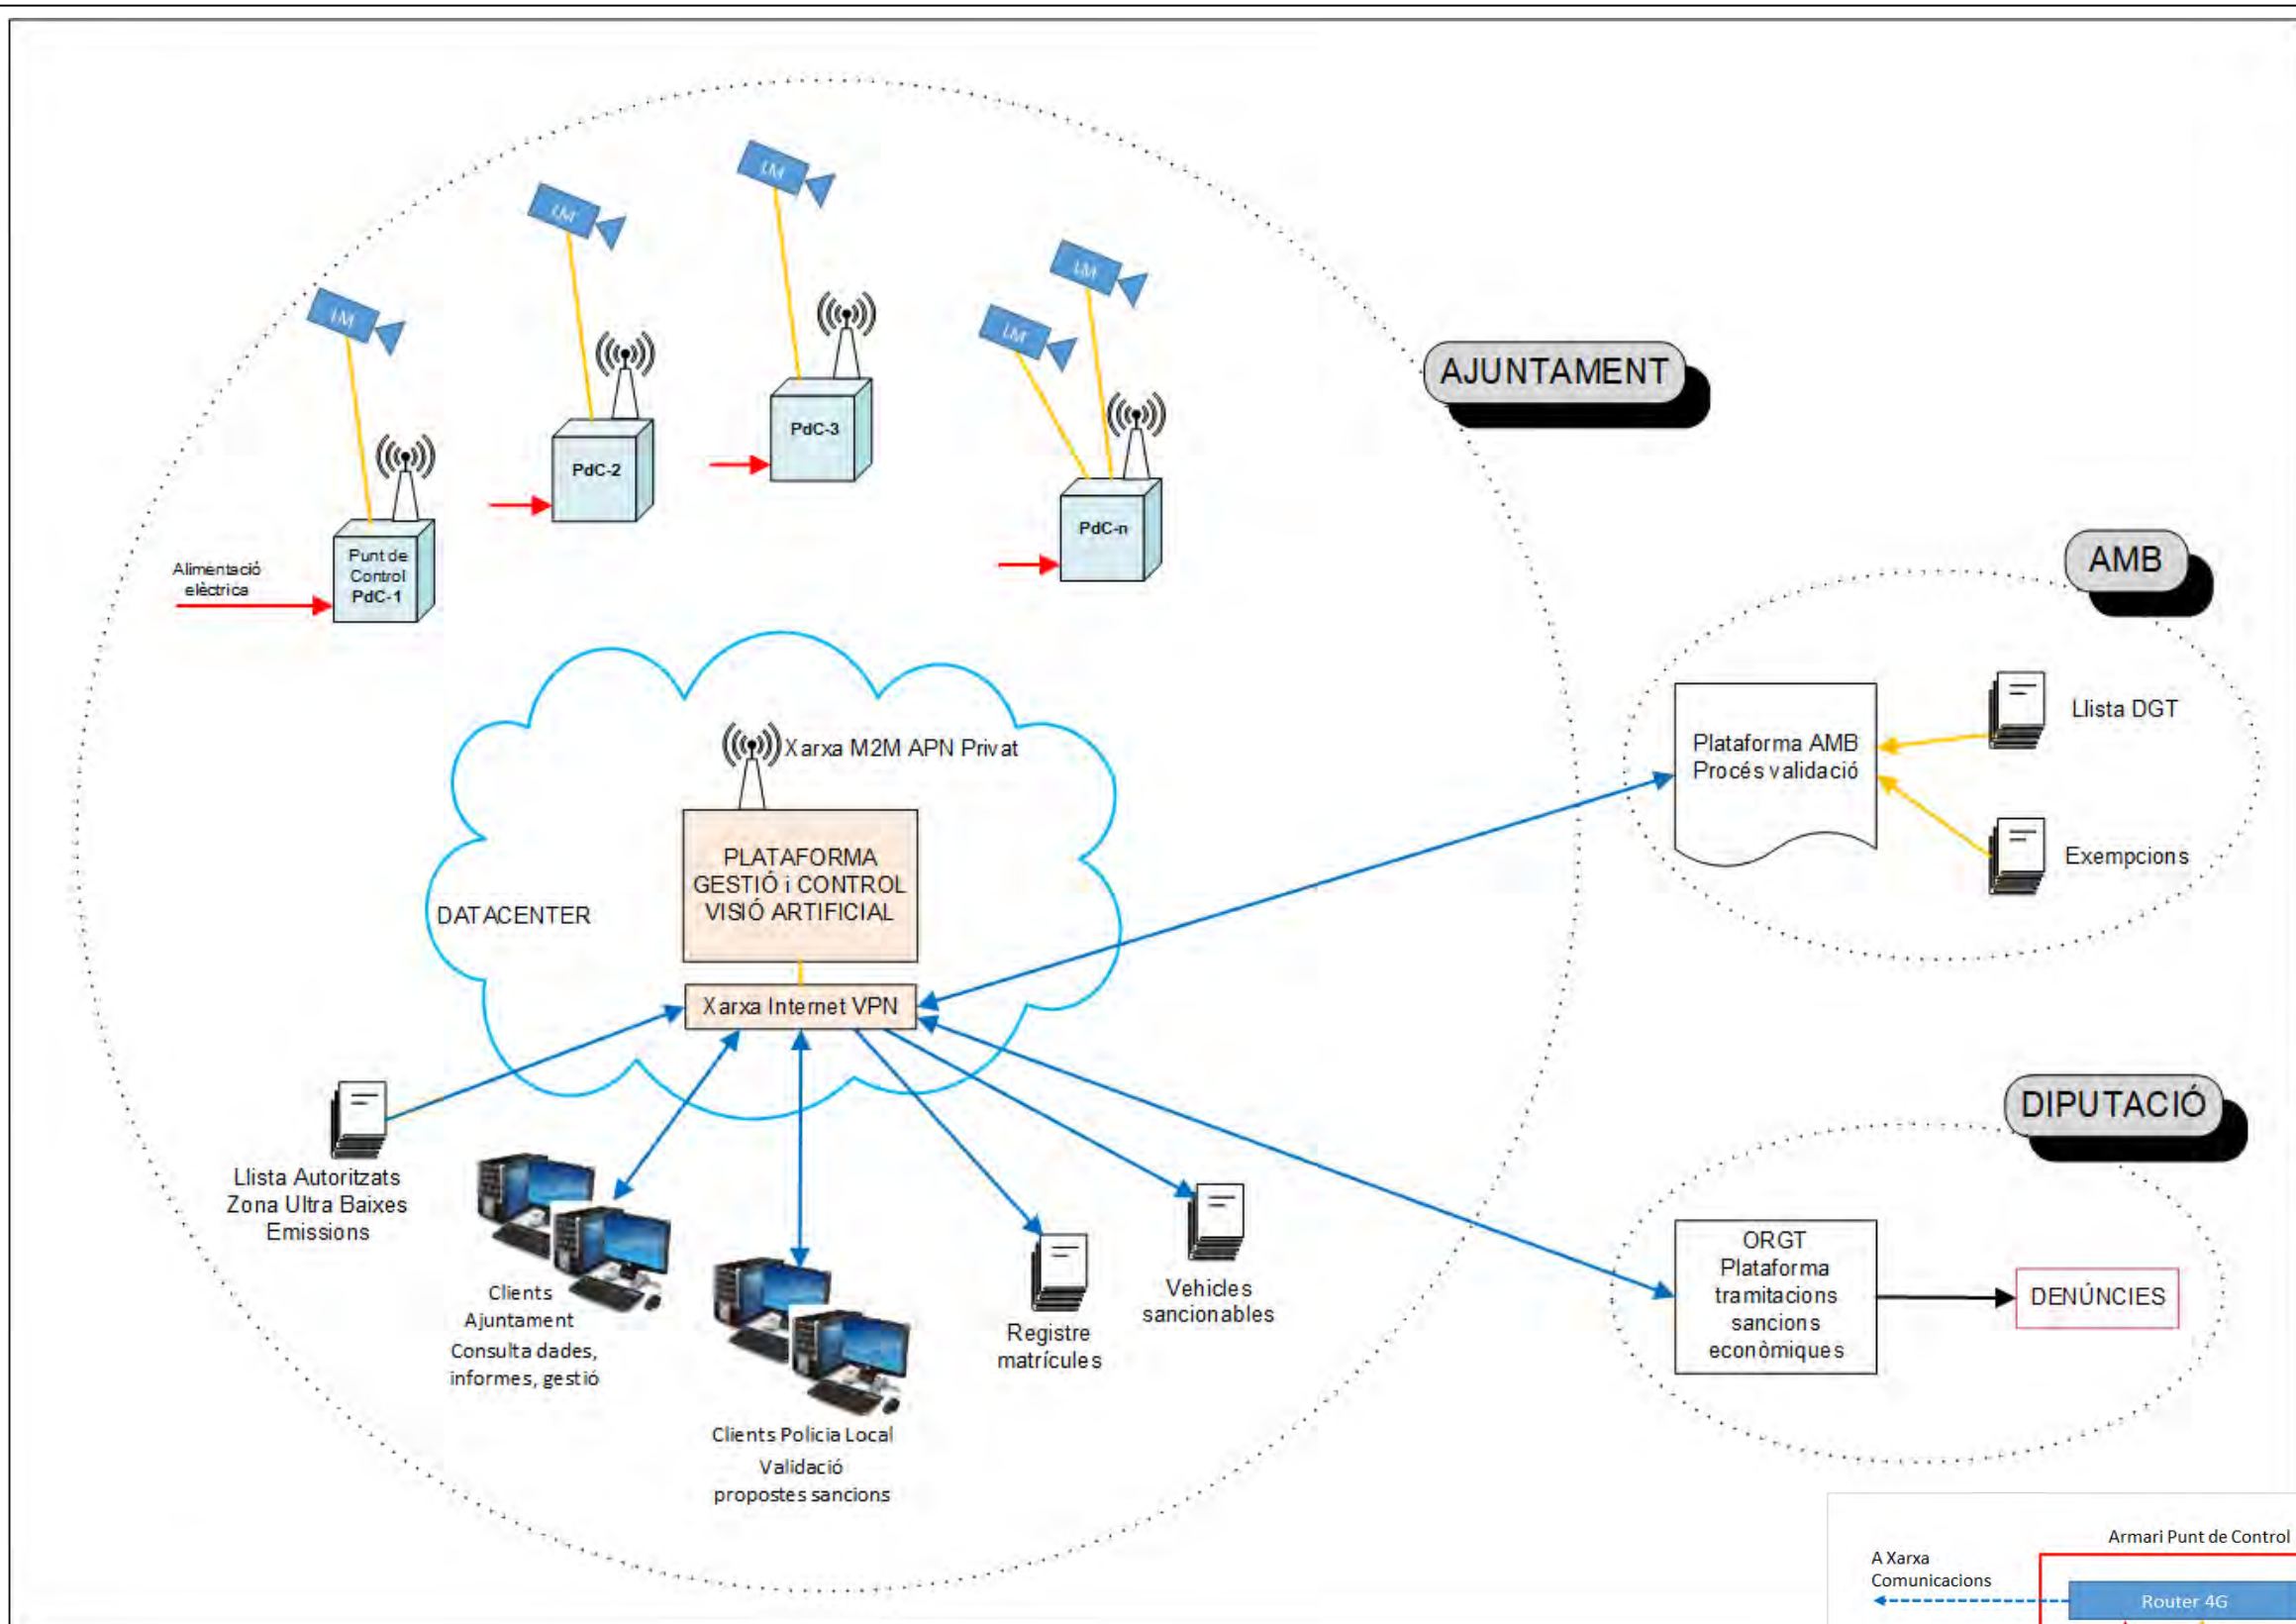 LM
LM
LM
LM
LM
AJUNTAMENT
PdC-3
PdC-2
PdC-n
Punt de
Control
PdC-1
Alimentació
elèctrica
AMB
Llista DGT
Plataforma AMB
Procés validació
Exempcions
Xarxa M2M APN Privat
PLATAFORMA
GESTIÓ i CONTROL
VISIÓ ARTIFICIAL
DATACENTER
Xarxa Internet VPN
DIPUTACIÓ
Llista Autoritzats
Zona Ultra Baixes
Emissions
Clients
Ajuntament
Consulta dades,
informes, gestió
Clients Policia Local
Validació
propostes sancions
Registre
matrícules
Vehicles
sancionables
ORGT
Plataforma
tramitacions
sancions
econòmiques
DENÚNCIES
Armari Punt de Control
A Xarxa
Comunicacions
Router 4G